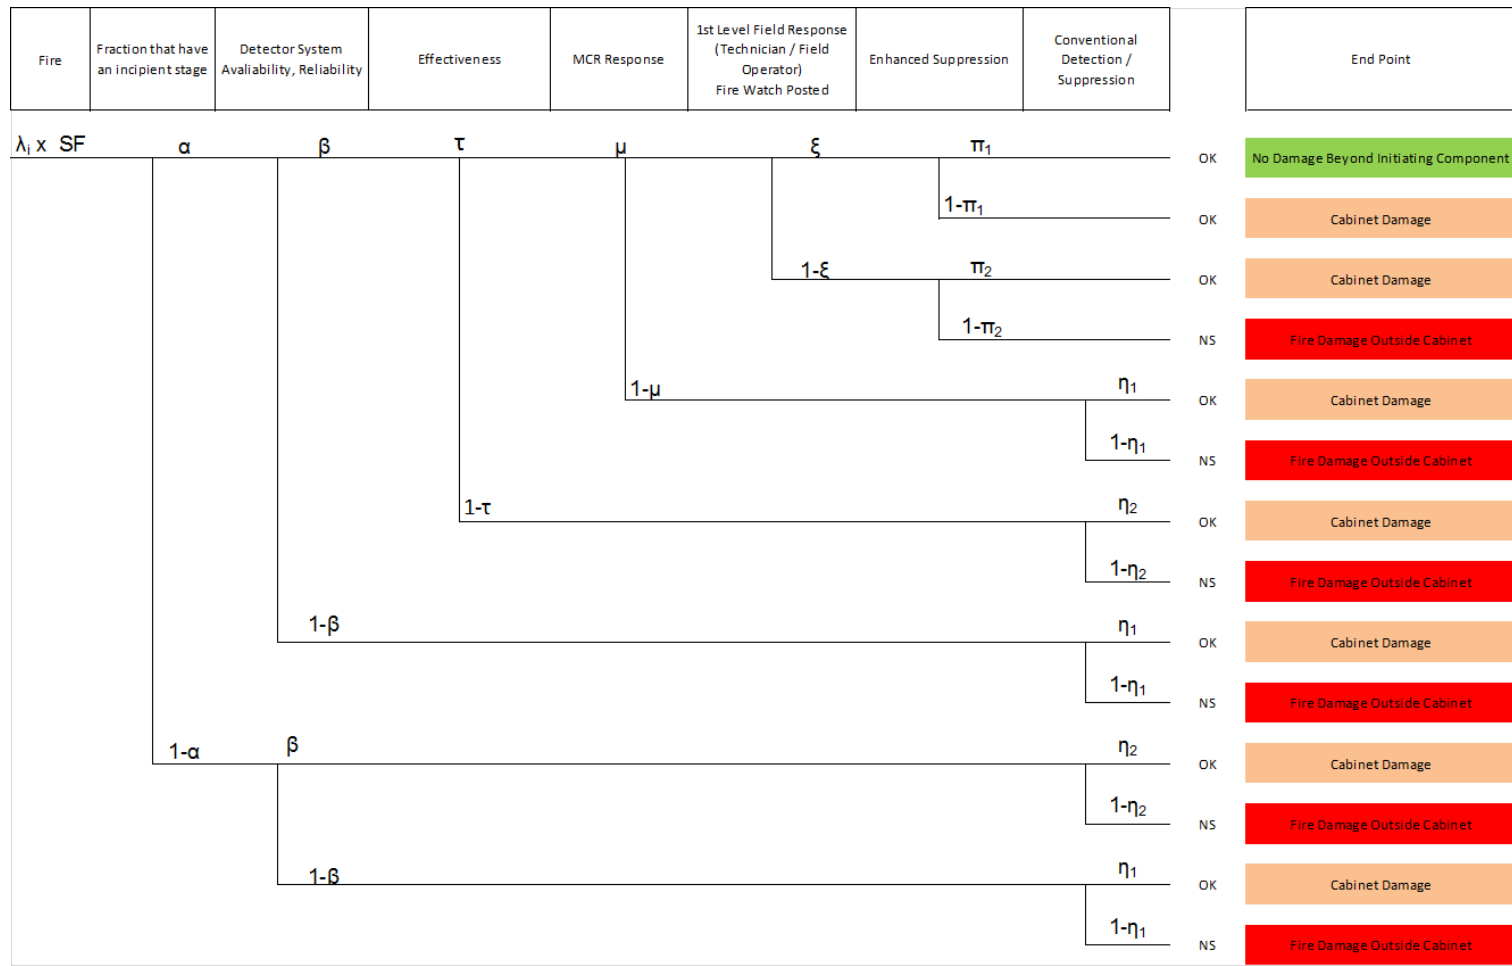 Fire
Fraction that have
an incipient stage
Detector System
Avaliability, Reliability
Effectiveness
MCR Response
1st Level Field Response
(Technician / Field
Operator)
Fire Watch Posted
Enhanced Suppression
Conventional
Detection /
Suppression
End Point
λi x SF
α
β
τ
μ
ξ
π1
OK
No Damage Beyond Initiating Component
1-π1
OK
Cabinet Damage
1-ξ
π2
OK
Cabinet Damage
1-π2
NS
Fire Damage Outside Cabinet
1-μ
η1
OK
Cabinet Damage
1-η1
NS
Fire Damage Outside Cabinet
1-τ
η2
OK
Cabinet Damage
1-η2
NS
Fire Damage Outside Cabinet
1-β
η1
OK
Cabinet Damage
1-η1
NS
Fire Damage Outside Cabinet
1-α
β
η2
OK
Cabinet Damage
1-η2
NS
Fire Damage Outside Cabinet
1-β
η1
OK
Cabinet Damage
1-η1
NS
Fire Damage Outside Cabinet